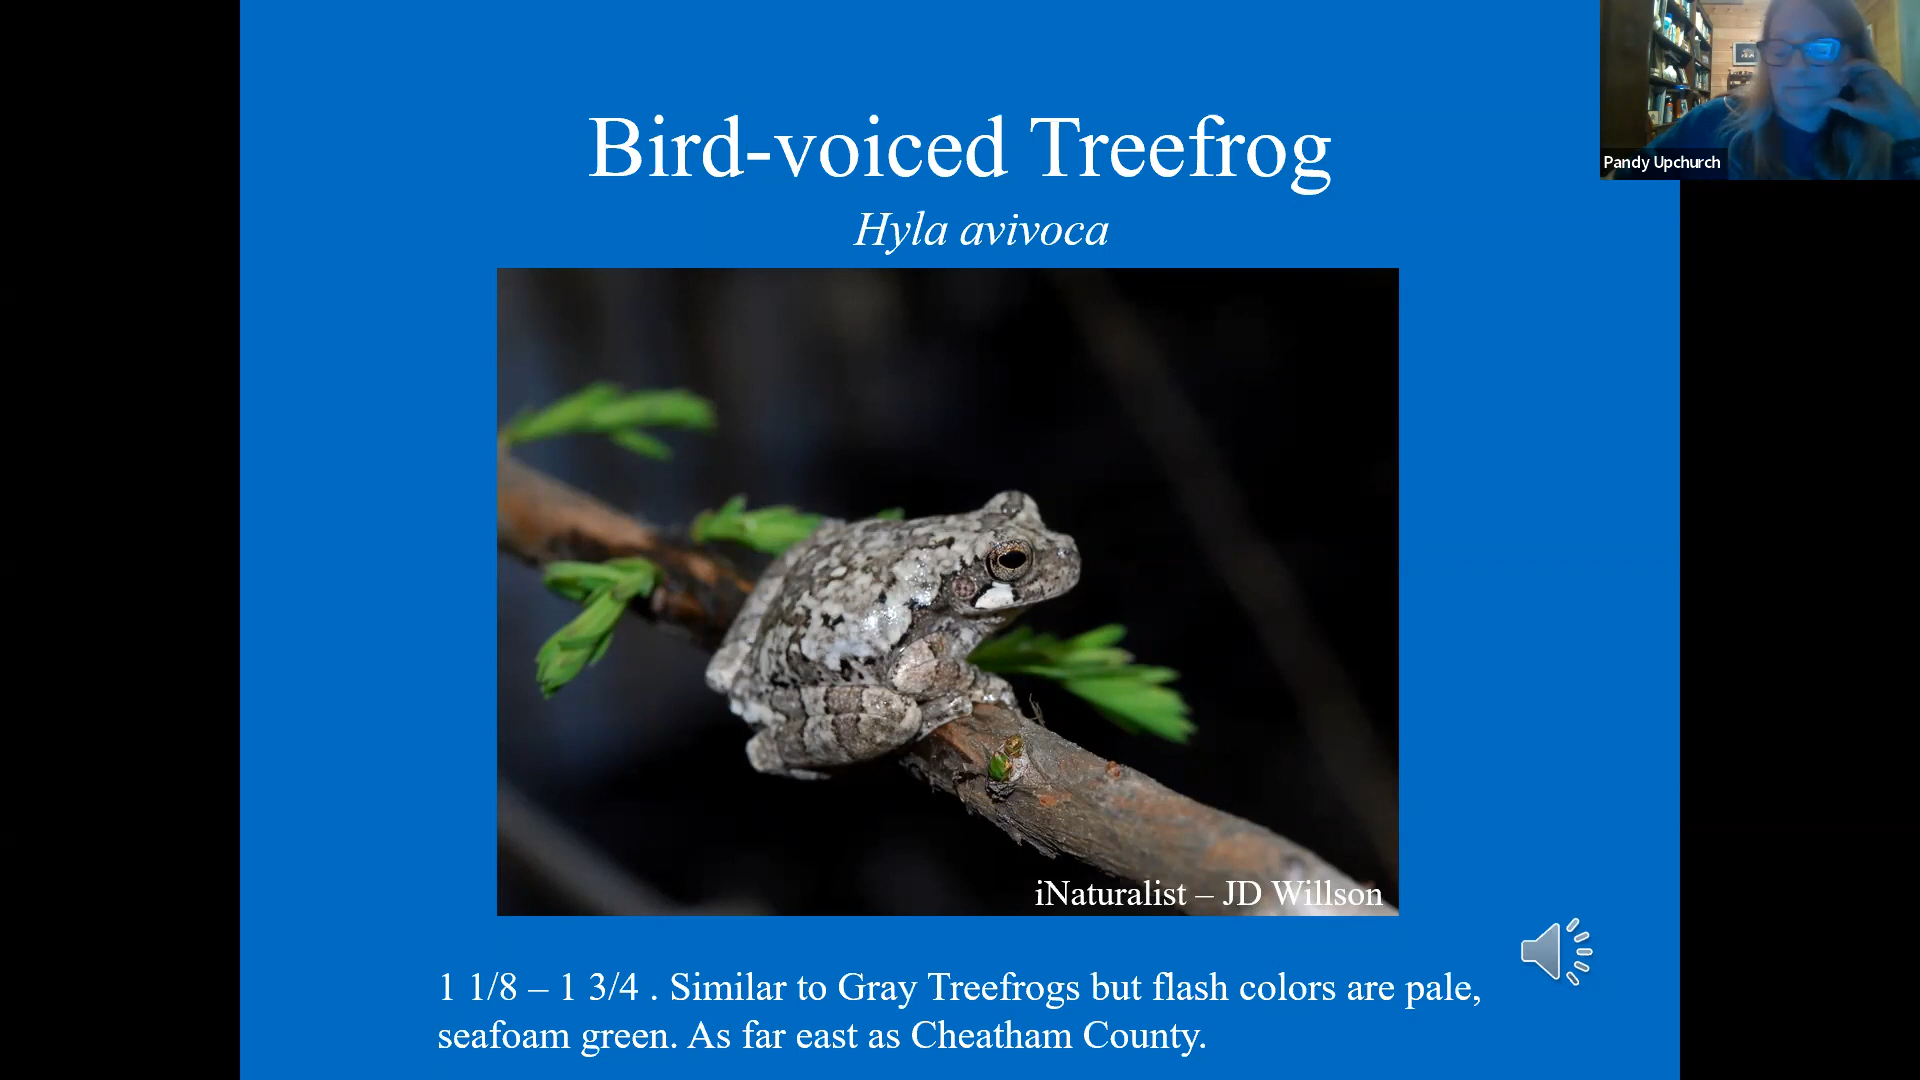 Bird-voiced Treefrog
Hyla avivoca
Pandy Upchurch
iNaturalist – JD Willson
1 1/8 – 1 3/4 . Similar to Gray Treefrogs but flash colors are pale,
seafoam green. As far east as Cheatham County.